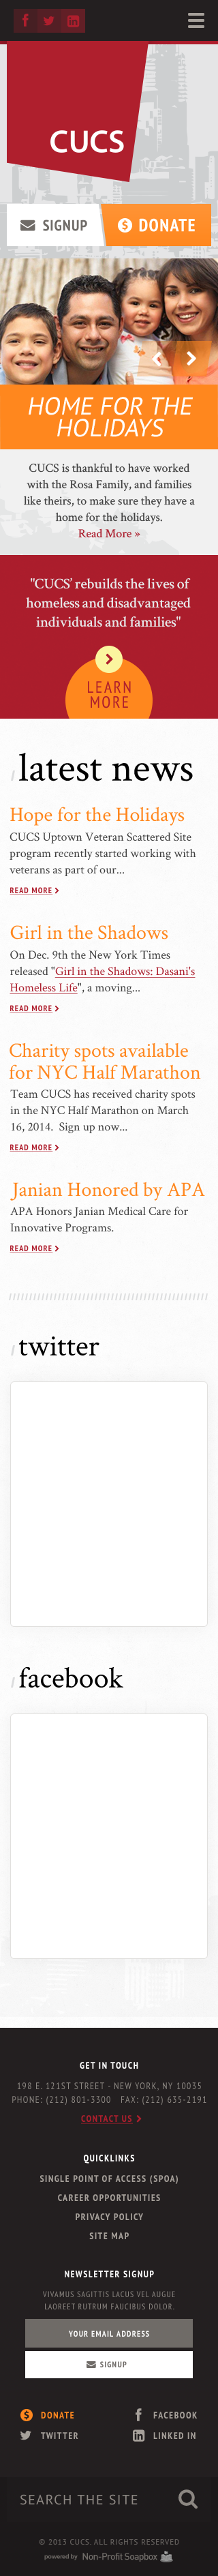 CUCS
SIGNUP
DONATE
HOME FOR THE
HOLIDAYS
CUCS is thankful to have worked
with the Rosa Family, and families
like theirs, to make sure they have a
home for the holidays.
Read More »
"CUCS' rebuilds the lives of
homeless and disadvantaged
individuals and families"
LEARN
MORE
/ latest news
Hope for the Holidays
CUCS Uptown Veteran Scattered Site
program recently started working with
veterans as part of our...
READ MORE
Girl in the Shadows
On Dec. 9th the New York Times
released "Girl in the Shadows: Dasani's
Homeless Life", a moving...
READ MORE
Charity spots available
for NYC Half Marathon
Team CUCS has received charity spots
in the NYC Half Marathon on March
16, 2014. Sign up now...
READ MORE
Janian Honored by APA
APA Honors Janian Medical Care for
Innovative Programs.
READ MORE
/ twitter
/ facebook
GET IN TOUCH
198 E. 121ST STREET - NEW YORK, NY 10035
PHONE: (212) 801-3300 FAX: (212) 635-2191
CONTACT US
QUICKLINKS
SINGLE POINT OF ACCESS (SPOA)
CAREER OPPORTUNITIES
PRIVACY POLICY
SITE MAP
NEWSLETTER SIGNUP
VIVAMUS SAGITTIS LACUS VEL AUGUE
LAOREET RUTRUM FAUCIBUS DOLOR.
YOUR EMAIL ADDRESS
SIGNUP
DONATE
FACEBOOK
TWITTER
LINKED IN
SEARCH THE SITE
© 2013 CUCS. ALL RIGHTS RESERVED
powered by Non-Profit Soapbox